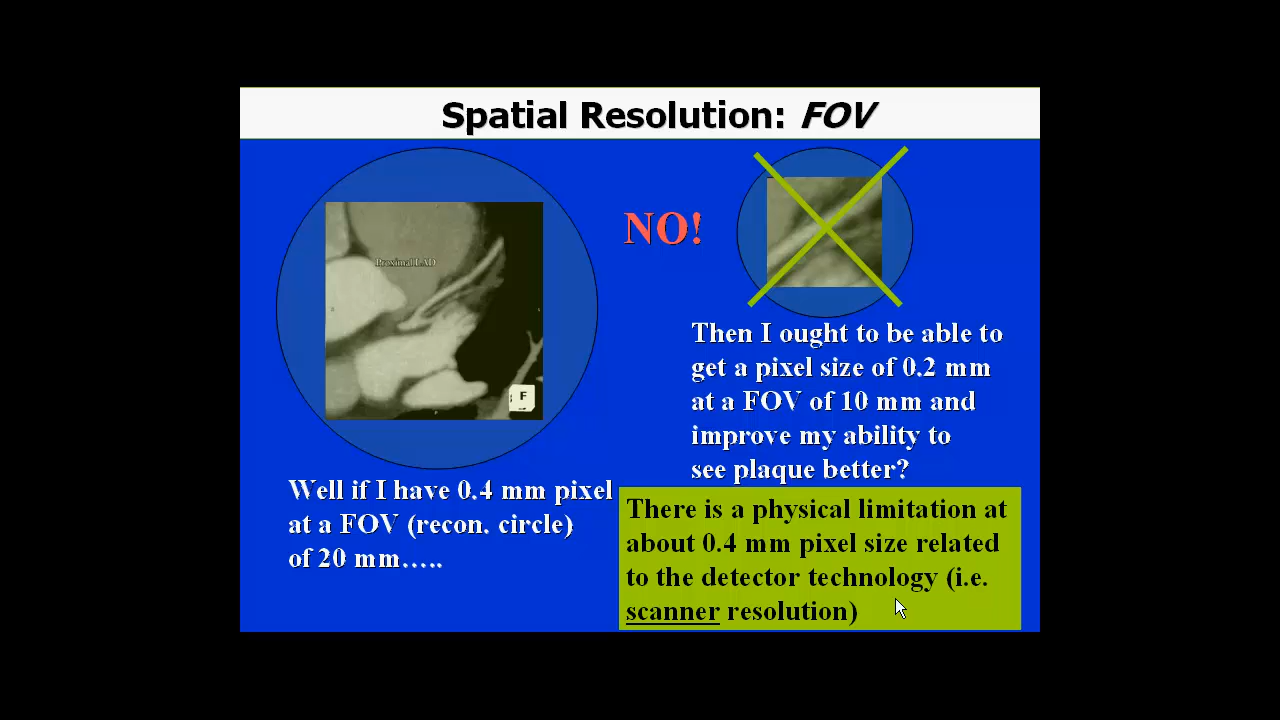 Spatial Resolution: FOV
NO!
Proximal LAD
F
Well if I have 0.4 mm pixel
at a FOV (recon. circle)
of 20 mm…..
Then I ought to be able to
get a pixel size of 0.2 mm
at a FOV of 10 mm and
improve my ability to
see plaque better?
There is a physical limitation at
about 0.4 mm pixel size related
to the detector technology (i.e.
scanner resolution)